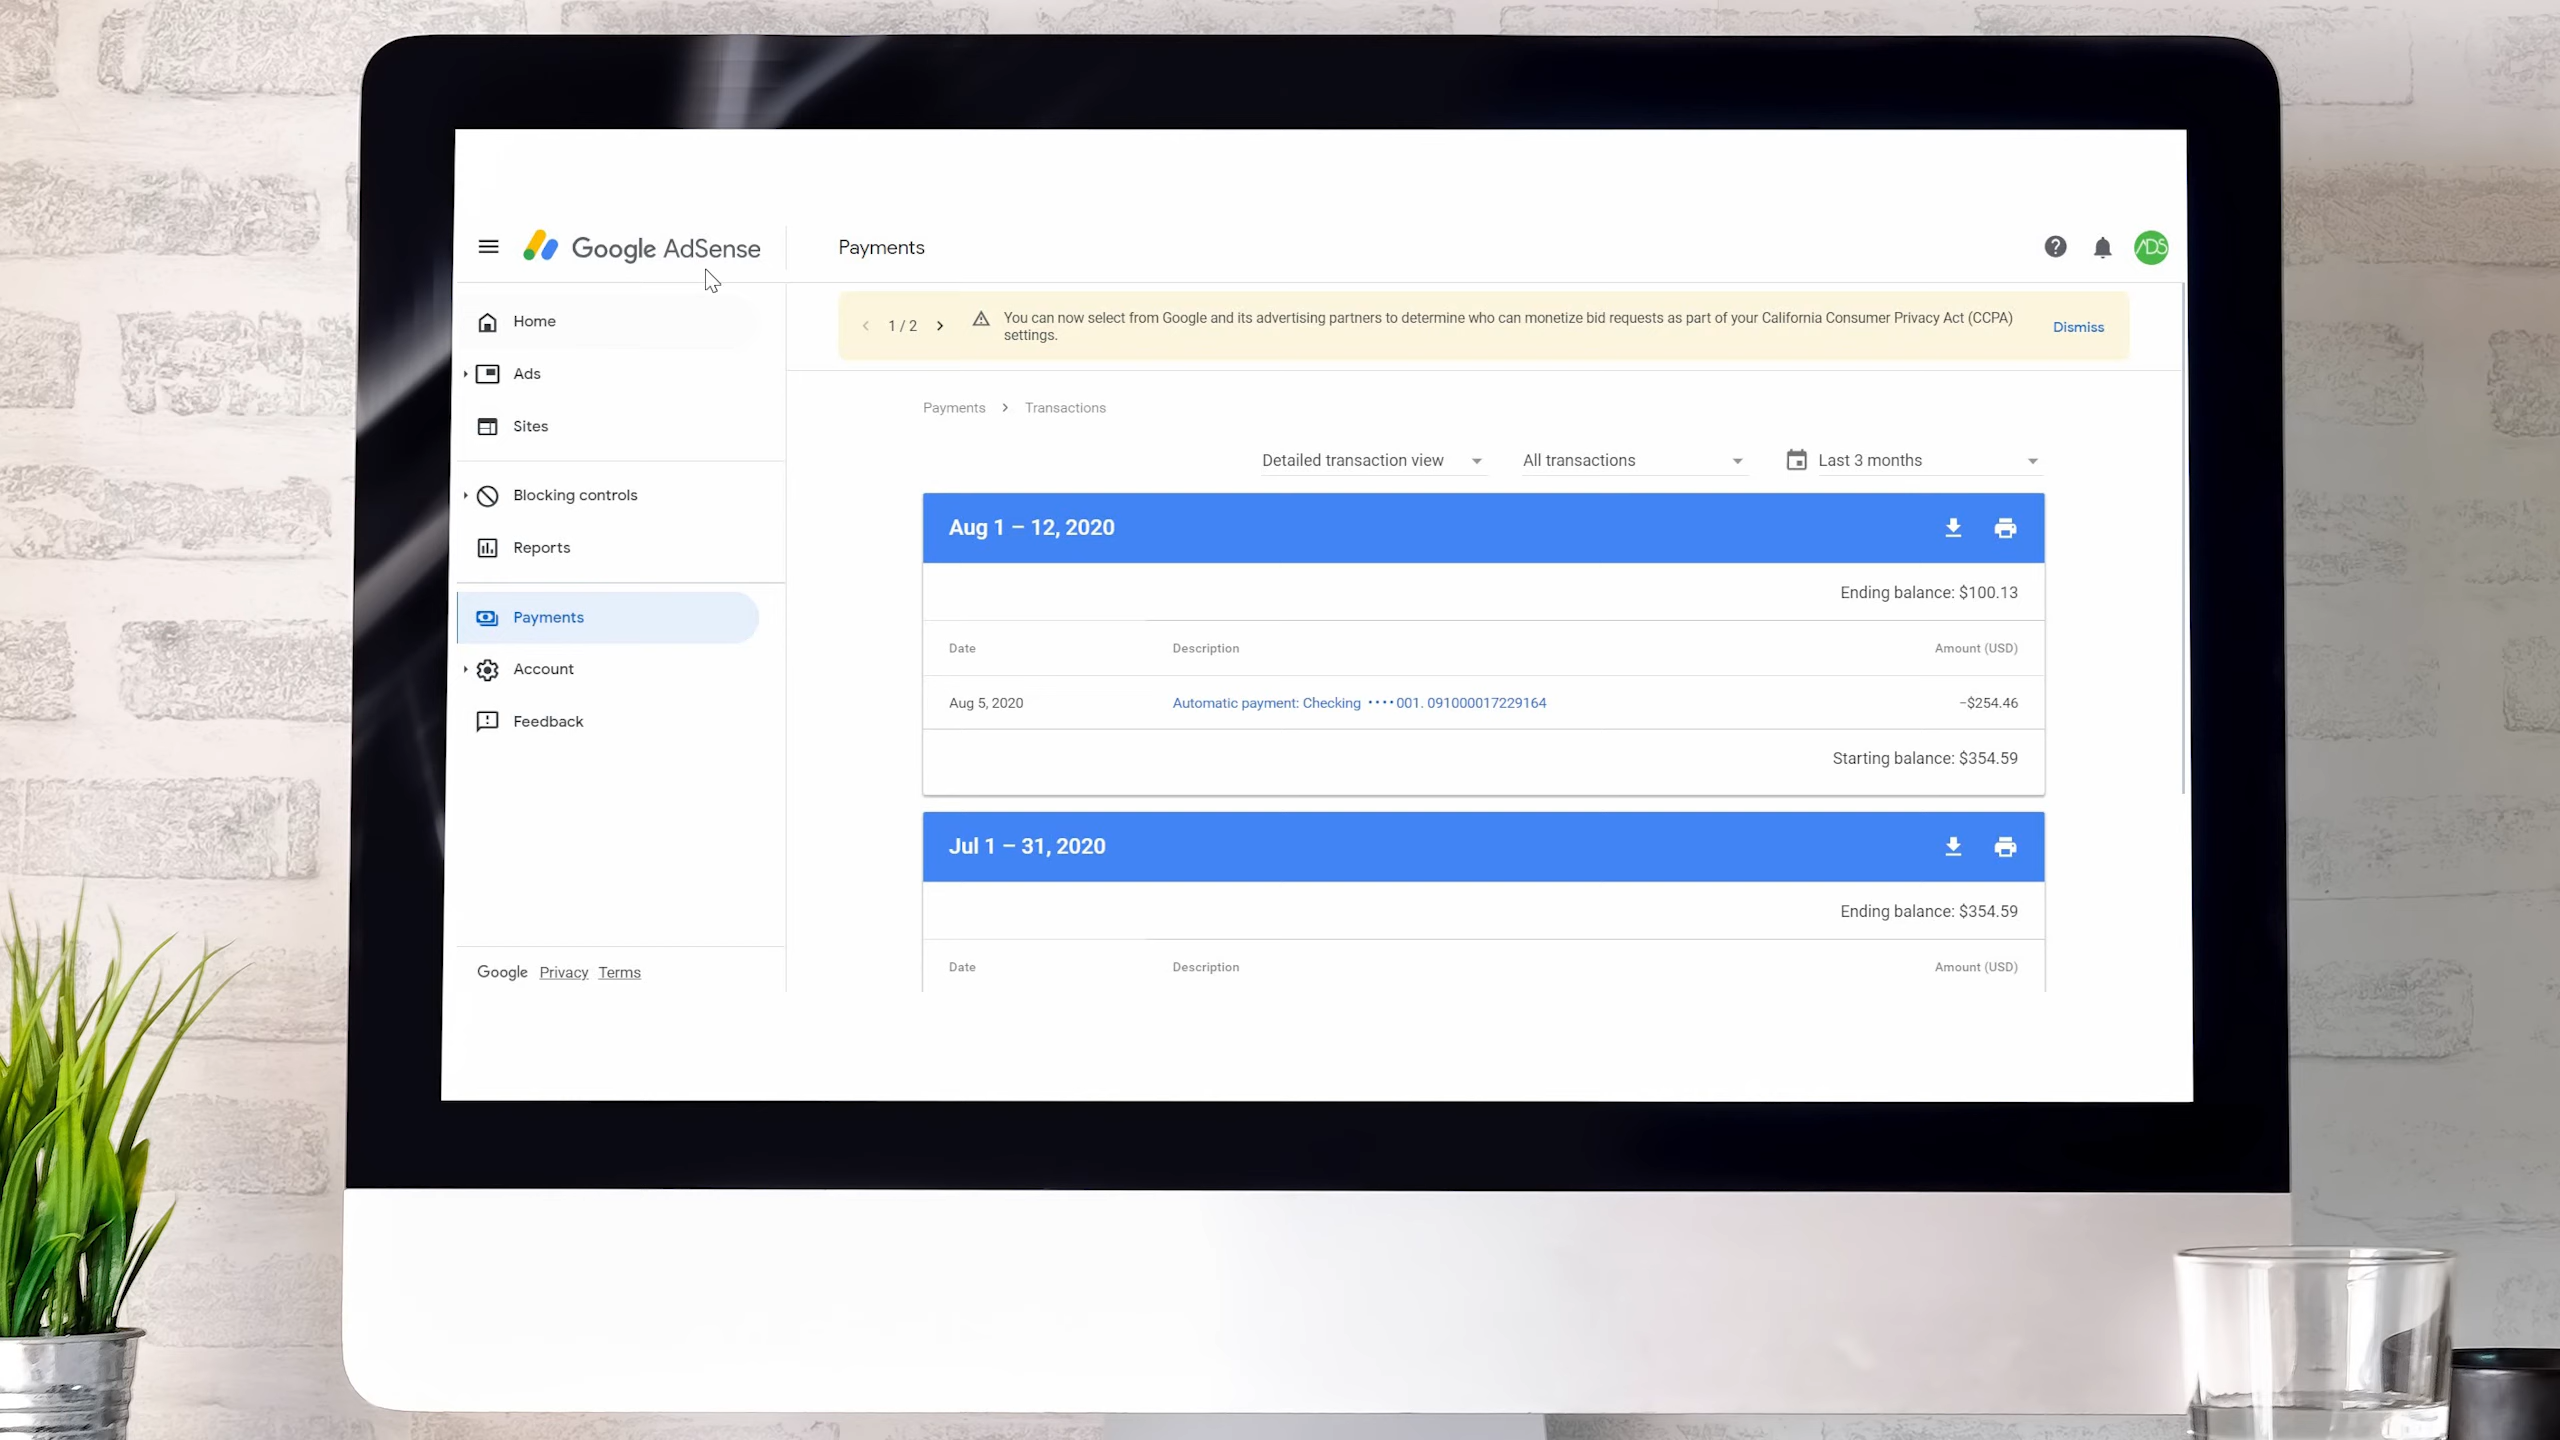 Google AdSense
Payments
ADS
Home
Ads
Sites
Blocking controls
Reports
Payments
Account
Feedback
Google Privacy Terms
1 / 2
You can now select from Google and its advertising partners to determine who can monetize bid requests as part of your California Consumer Privacy Act (CCPA)
settings.
Dismiss
Payments > Transactions
Detailed transaction view
All transactions
Last 3 months
Aug 1 – 12, 2020
Ending balance: $100.13
Date Description Amount (USD)
Aug 5, 2020 Automatic payment: Checking ••••001. 091000017229164 −$254.46
Starting balance: $354.59
Jul 1 – 31, 2020
Ending balance: $354.59
Date Description Amount (USD)